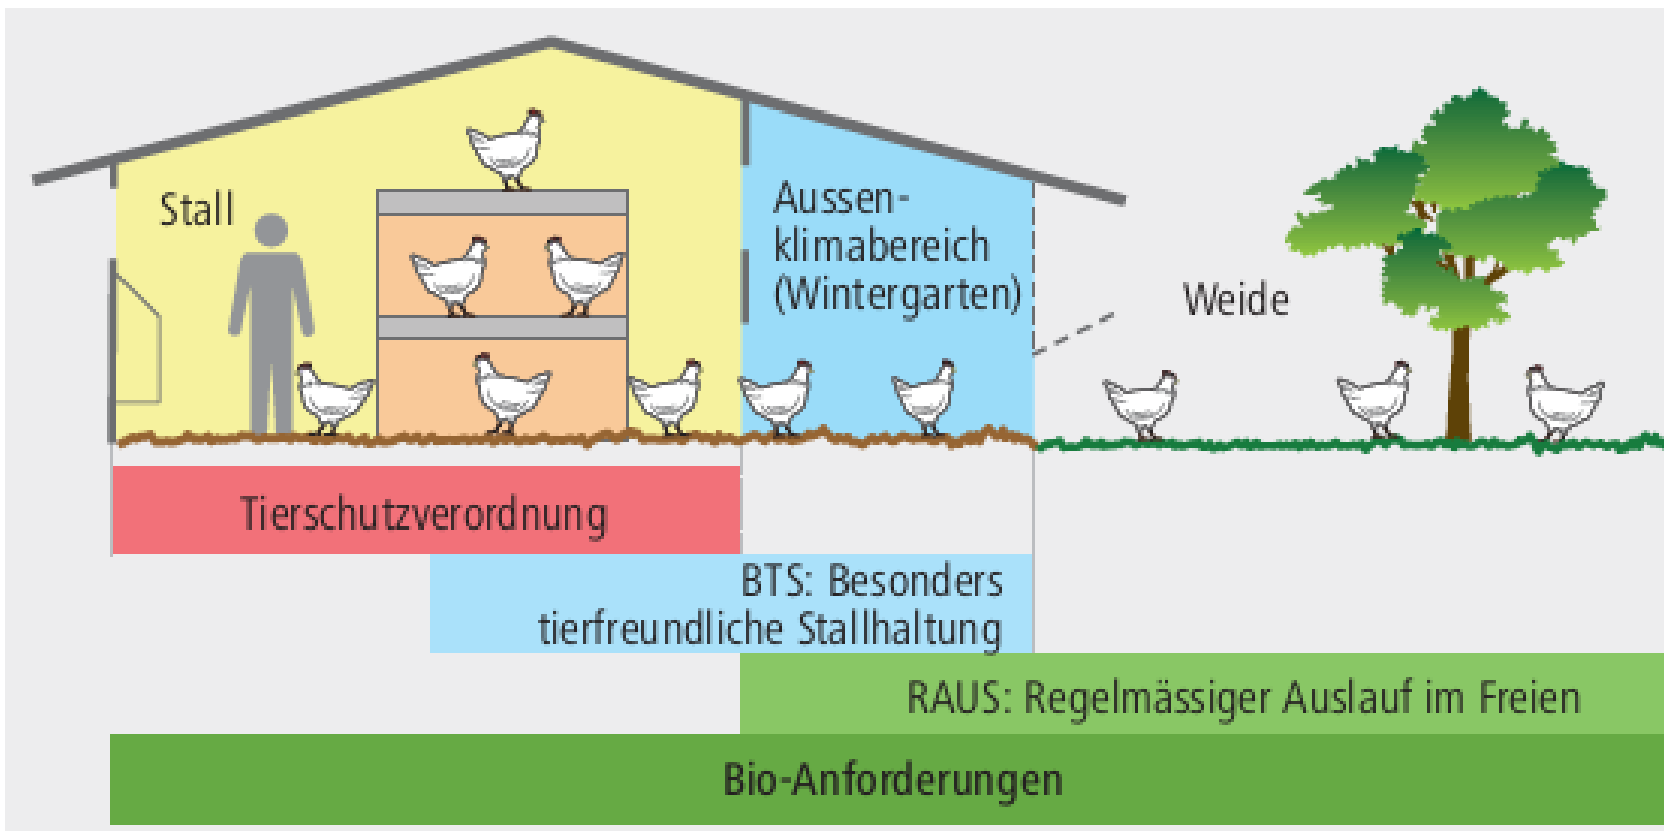 Stall
Aussen-
klimabereich
(Wintergarten)
Weide
Tierschutzverordnung
BTS: Besonders
tierfreundliche Stallhaltung
RAUS: Regelmässiger Auslauf im Freien
Bio-Anforderungen